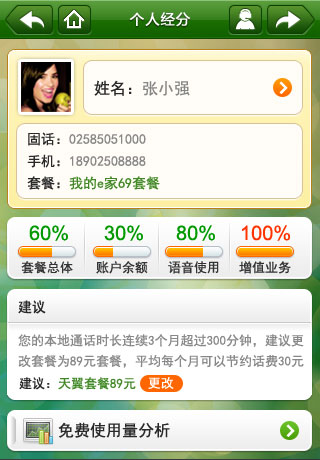 个人经分
姓名：张小强
固话：02585051000
手机：18902508888
套餐：我的e家69套餐
60% 30% 80% 100%
套餐总体 账户余额 语音使用 增值业务
建议
您的本地通话时长连续3个月超过300分钟，建议更
改套餐为89元套餐，平均每个月可以节约话费30元
建议：天翼套餐89元 更改
免费使用量分析